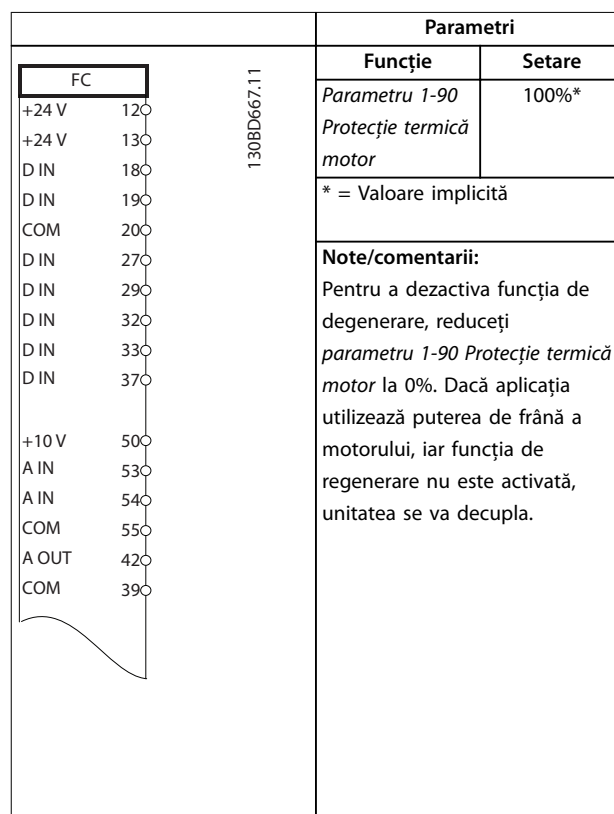 FC
+24 V 12
+24 V 13
D IN 18
D IN 19
COM 20
D IN 27
D IN 29
D IN 32
D IN 33
D IN 37
+10 V 50
A IN 53
A IN 54
COM 55
A OUT 42
COM 39
130BD667.11
Parametri
Funcție Setare
Parametru 1-90 100%*
Protecție termică
motor
* = Valoare implicită
Note/comentarii:
Pentru a dezactiva funcția de
degenerare, reduceți
parametru 1-90 Protecție termică
motor la 0%. Dacă aplicația
utilizează puterea de frână a
motorului, iar funcția de
regenerare nu este activată,
unitatea se va decupla.